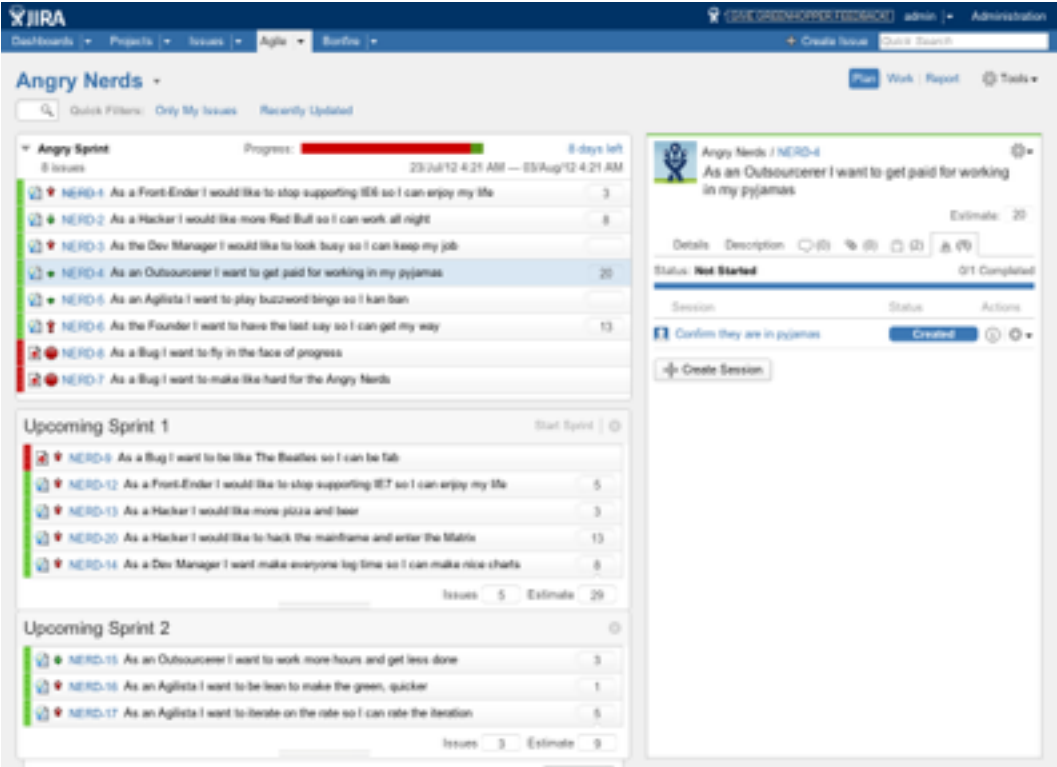 JIRA
GIVE GREENHOPPER FEEDBACK! admin Administration
Dashboards Projects Issues Agile Bonfire + Create Issue Quick Search
Angry Nerds
Plan Work Report Tools
Quick Filters: Only My Issues Recently Updated
Angry Sprint Progress: 8 days left
8 issues 23/Jul/12 4:21 AM — 03/Aug/12 4:21 AM
NERD-1 As a Front-Ender I would like to stop supporting IE6 so I can enjoy my life 3
NERD-2 As a Hacker I would like more Red Bull so I can work all night 8
NERD-3 As the Dev Manager I would like to look busy so I can keep my job
NERD-4 As an Outsourcerer I want to get paid for working in my pyjamas 20
NERD-5 As an Agilista I want to play buzzword bingo so I kan ban
NERD-6 As the Founder I want to have the last say so I can get my way 13
NERD-8 As a Bug I want to fly in the face of progress
NERD-7 As a Bug I want to make like hard for the Angry Nerds
Upcoming Sprint 1 Start Sprint
NERD-9 As a Bug I want to be like The Beatles so I can be fab
NERD-12 As a Front-Ender I would like to stop supporting IE7 so I can enjoy my life 5
NERD-13 As a Hacker I would like more pizza and beer 3
NERD-20 As a Hacker I would like to hack the mainframe and enter the Matrix 13
NERD-14 As a Dev Manager I want make everyone log time so I can make nice charts 8
Issues 5 Estimate 29
Upcoming Sprint 2
NERD-15 As an Outsourcerer I want to work more hours and get less done 3
NERD-16 As an Agilista I want to be lean to make the green, quicker 1
NERD-17 As an Agilista I want to iterate on the rate so I can rate the iteration 5
Issues 3 Estimate 9
Angry Nerds / NERD-4
As an Outsourcerer I want to get paid for working
in my pyjamas
Estimate: 20
Details Description (0) (0) (2) (1)
Status: Not Started 0/1 Completed
Session Status Actions
Confirm they are in pyjamas Created
Create Session